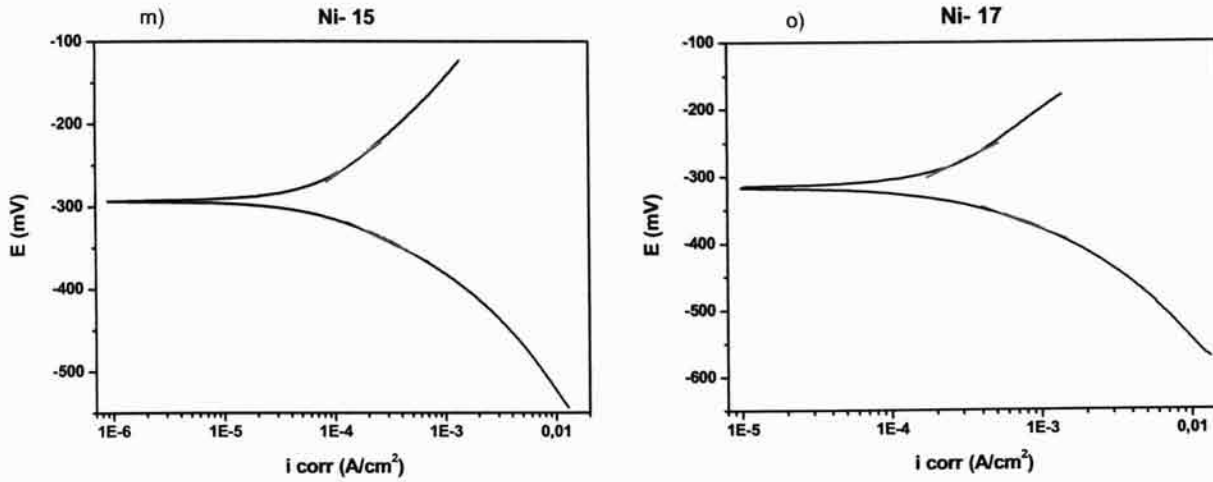 m) Ni- 15
-100
-200
-300
-400
-500
E (mV)
1E-6 1E-5 1E-4 1E-3 0,01
i corr (A/cm²)
o) Ni- 17
-100
-200
-300
-400
-500
-600
E (mV)
1E-5 1E-4 1E-3 0,01
i corr (A/cm²)